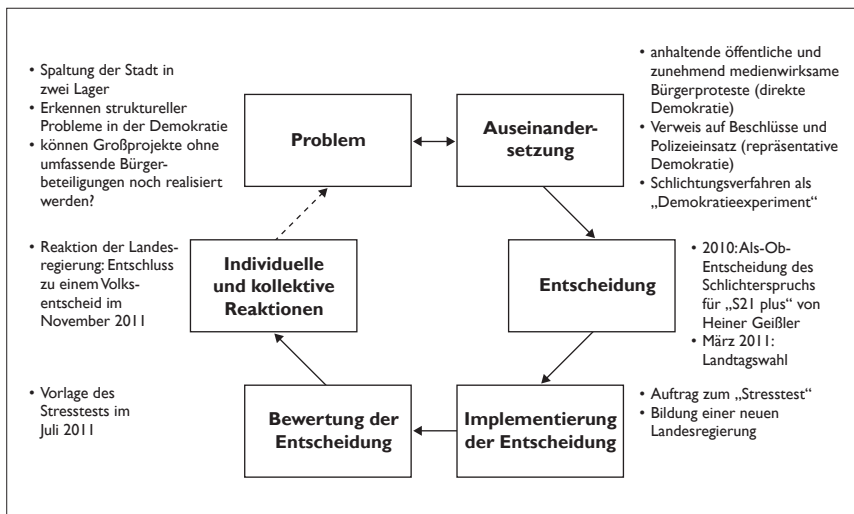 • Spaltung der Stadt in
zwei Lager
• Erkennen struktureller
Probleme in der Demokratie
• können Großprojekte ohne
umfassende Bürger-
beteiligungen noch realisiert
werden?
Problem
Auseinander-
setzung
• anhaltende öffentliche und
zunehmend medienwirksame
Bürgerproteste (direkte
Demokratie)
• Verweis auf Beschlüsse und
Polizeieinsatz (repräsentative
Demokratie)
• Schlichtungsverfahren als
„Demokratieexperiment“
• Reaktion der Landes-
regierung: Entschluss
zu einem Volks-
entscheid im
November 2011
Individuelle
und kollektive
Reaktionen
Entscheidung
• 2010: Als-Ob-
Entscheidung des
Schlichterspruchs
für „S21 plus“ von
Heiner Geißler
• März 2011:
Landtagswahl
• Vorlage des
Stresstests im
Juli 2011
Bewertung der
Entscheidung
Implementierung
der Entscheidung
• Auftrag zum „Stresstest“
• Bildung einer neuen
Landesregierung